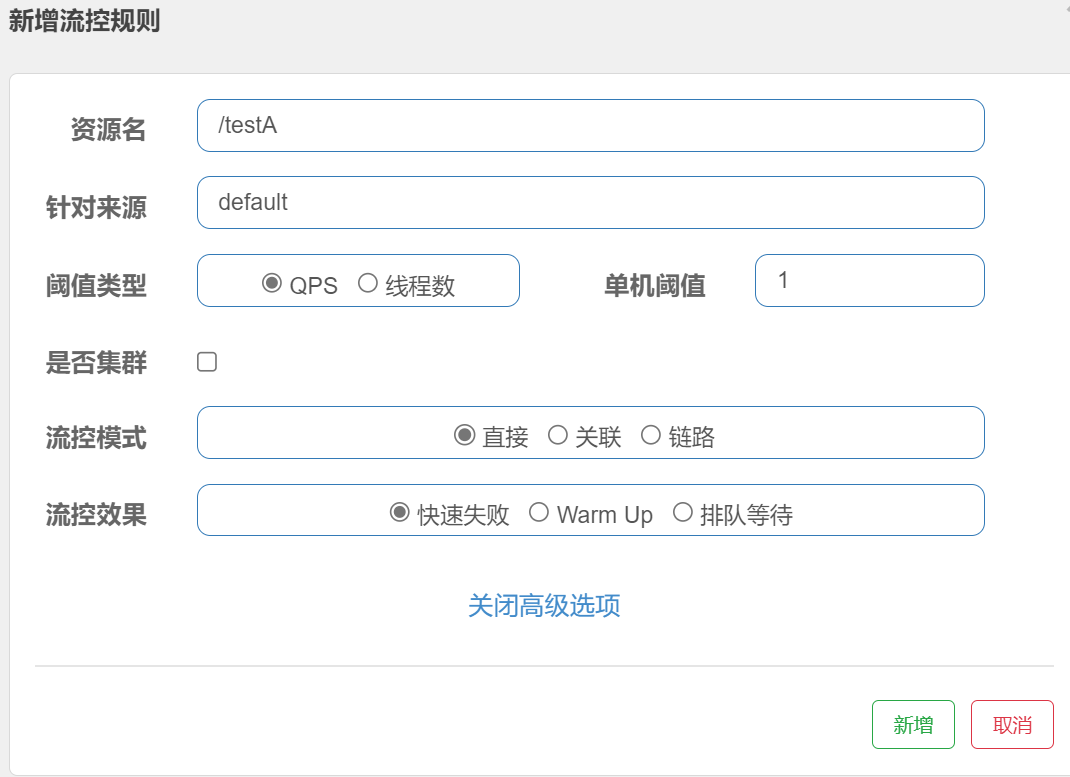 新增流控规则
资源名 /testA
针对来源 default
阈值类型 QPS 线程数 单机阈值 1
是否集群
流控模式 直接 关联 链路
流控效果 快速失败 Warm Up 排队等待
关闭高级选项
新增 取消